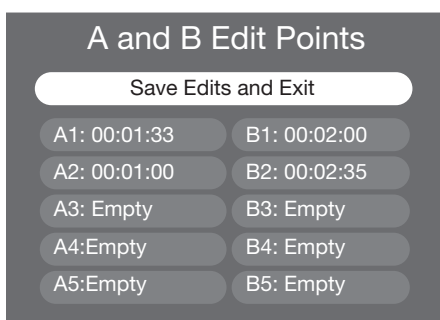 A and B Edit Points
Save Edits and Exit
A1: 00:01:33 B1: 00:02:00
A2: 00:01:00 B2: 00:02:35
A3: Empty B3: Empty
A4:Empty B4: Empty
A5:Empty B5: Empty